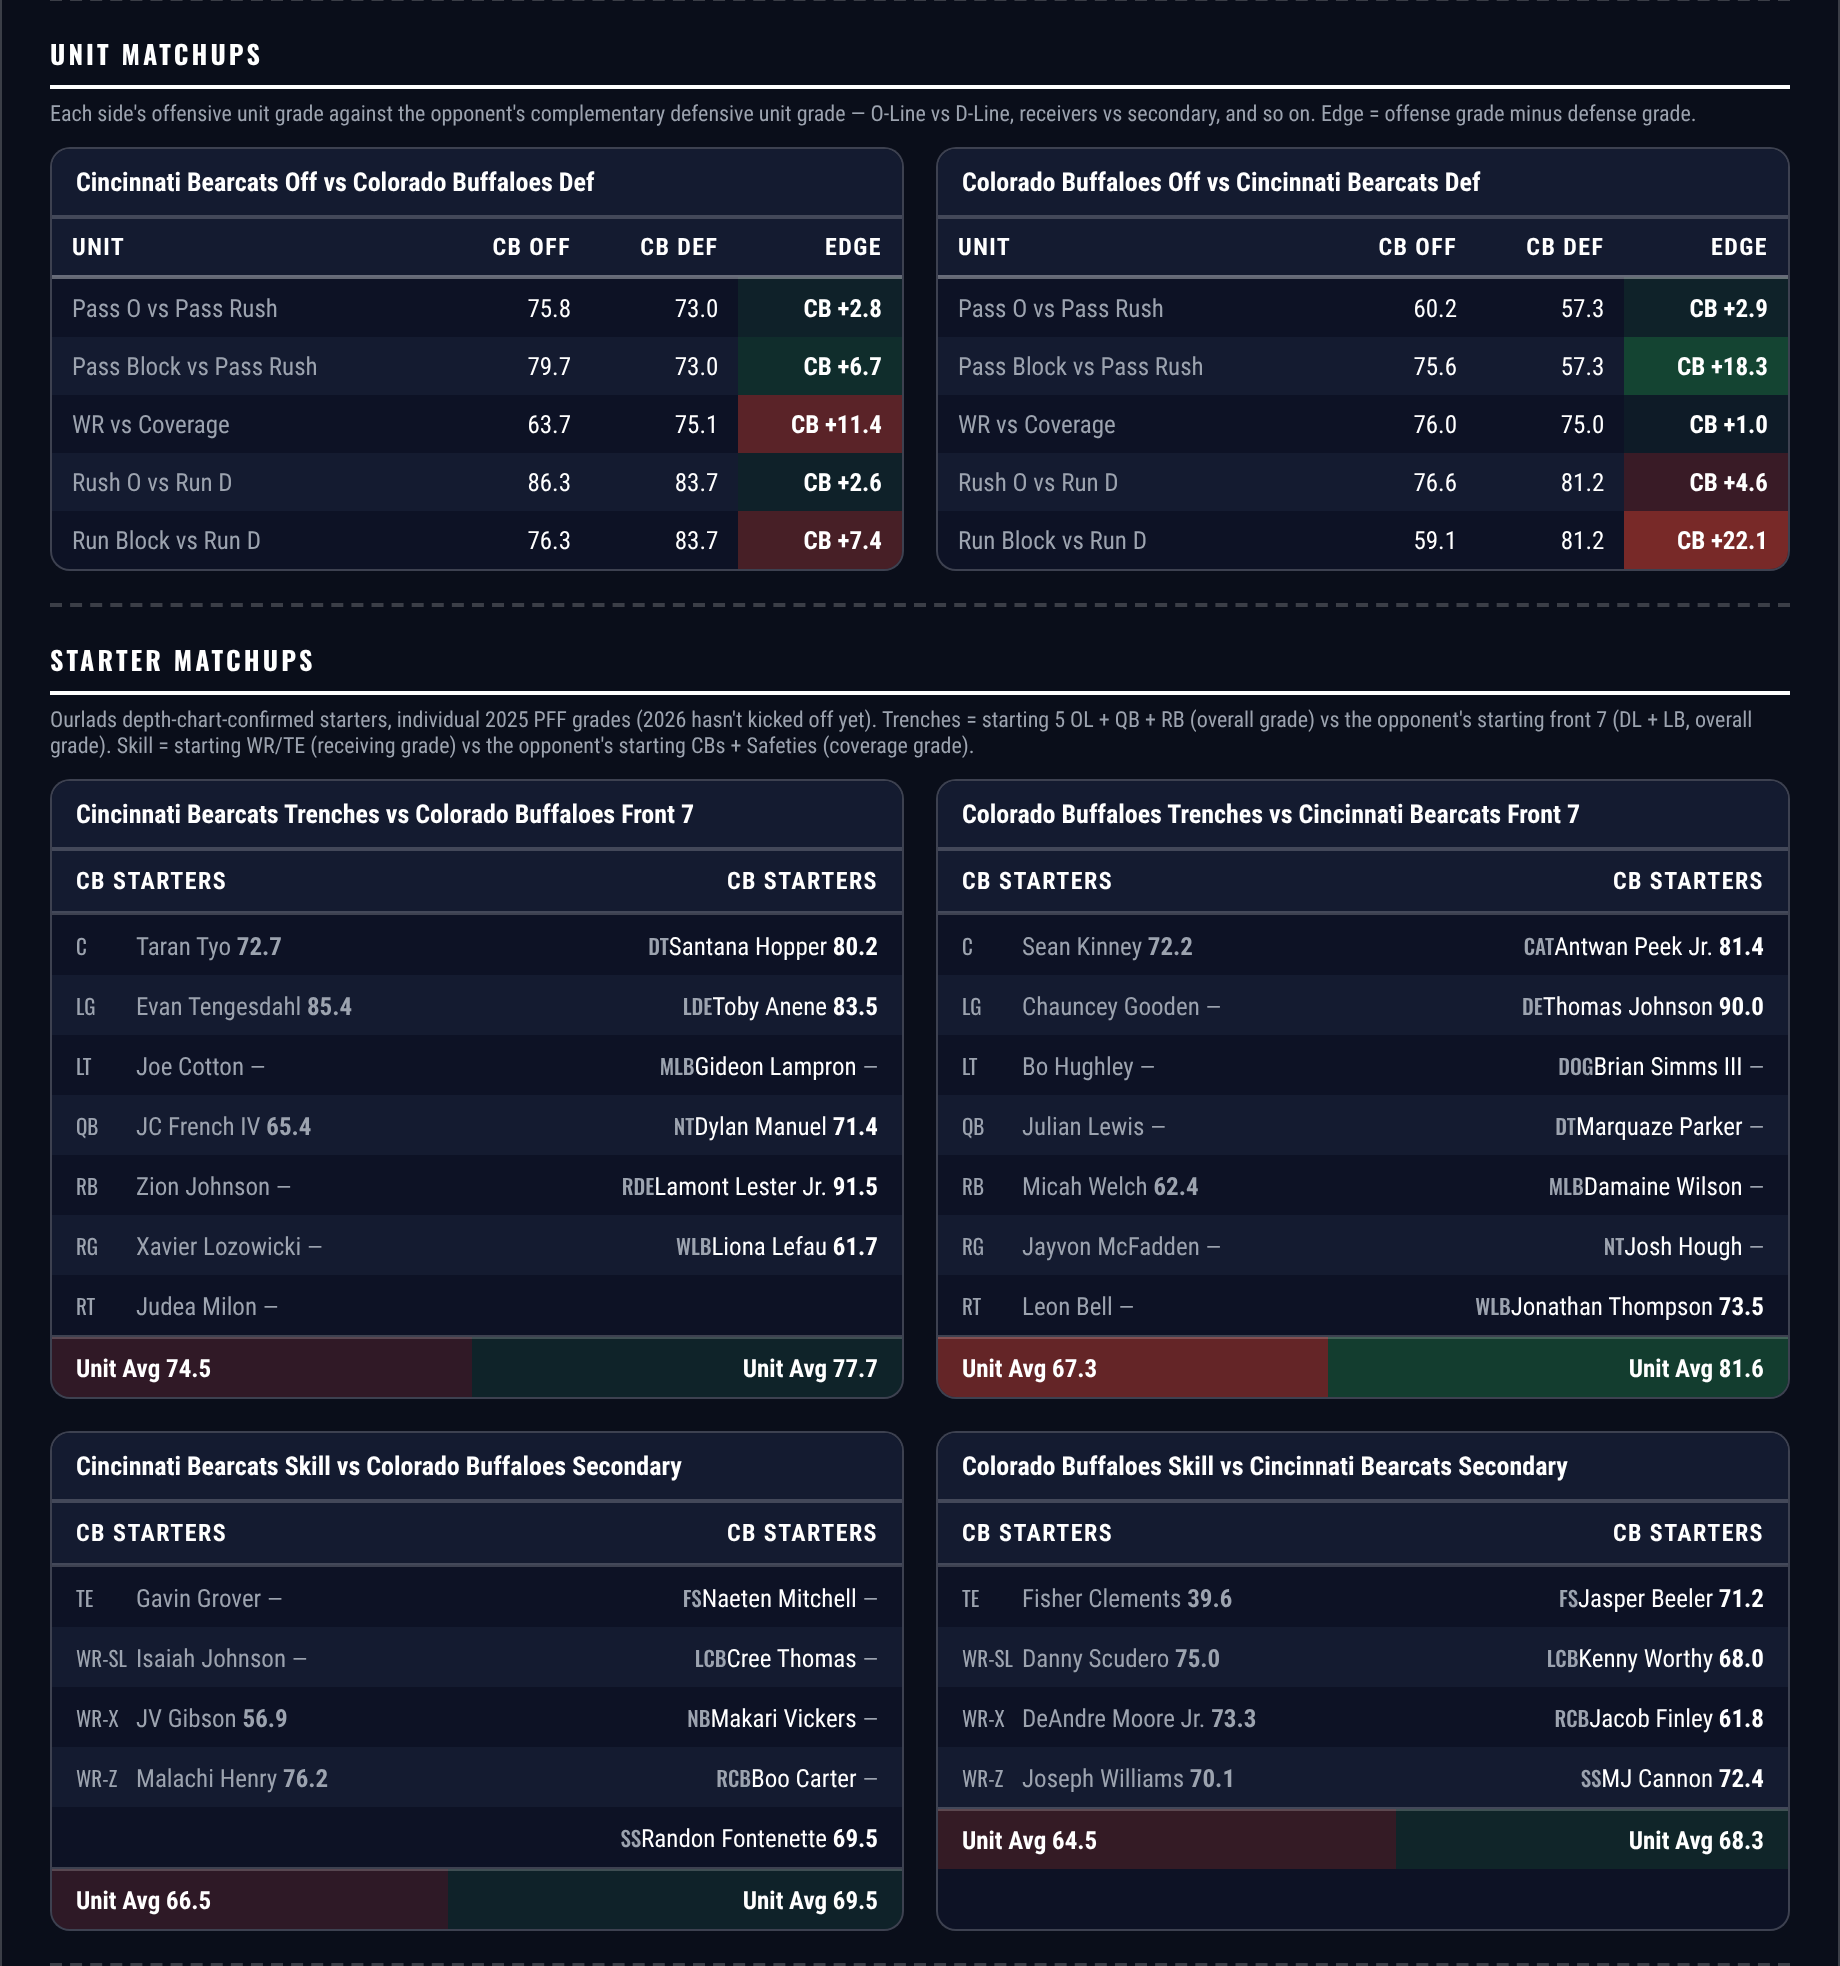 UNIT MATCHUPS
Each side's offensive unit grade against the opponent's complementary defensive unit grade — O-Line vs D-Line, receivers vs secondary, and so on. Edge = offense grade minus defense grade.
Cincinnati Bearcats Off vs Colorado Buffaloes Def
UNIT CB OFF CB DEF EDGE
Pass O vs Pass Rush 75.8 73.0 CB +2.8
Pass Block vs Pass Rush 79.7 73.0 CB +6.7
WR vs Coverage 63.7 75.1 CB +11.4
Rush O vs Run D 86.3 83.7 CB +2.6
Run Block vs Run D 76.3 83.7 CB +7.4
Colorado Buffaloes Off vs Cincinnati Bearcats Def
UNIT CB OFF CB DEF EDGE
Pass O vs Pass Rush 60.2 57.3 CB +2.9
Pass Block vs Pass Rush 75.6 57.3 CB +18.3
WR vs Coverage 76.0 75.0 CB +1.0
Rush O vs Run D 76.6 81.2 CB +4.6
Run Block vs Run D 59.1 81.2 CB +22.1
STARTER MATCHUPS
Ourlads depth-chart-confirmed starters, individual 2025 PFF grades (2026 hasn't kicked off yet). Trenches = starting 5 OL + QB + RB (overall grade) vs the opponent's starting front 7 (DL + LB, overall
grade). Skill = starting WR/TE (receiving grade) vs the opponent's starting CBs + Safeties (coverage grade).
Cincinnati Bearcats Trenches vs Colorado Buffaloes Front 7
CB STARTERS CB STARTERS
C Taran Tyo 72.7 DTSantana Hopper 80.2
LG Evan Tengesdahl 85.4 LDEToby Anene 83.5
LT Joe Cotton — MLBGideon Lampron —
QB JC French IV 65.4 NTDylan Manuel 71.4
RB Zion Johnson — RDELamont Lester Jr. 91.5
RG Xavier Lozowicki — WLBLiona Lefau 61.7
RT Judea Milon —
Unit Avg 74.5 Unit Avg 77.7
Colorado Buffaloes Trenches vs Cincinnati Bearcats Front 7
CB STARTERS CB STARTERS
C Sean Kinney 72.2 CATAntwan Peek Jr. 81.4
LG Chauncey Gooden — DEThomas Johnson 90.0
LT Bo Hughley — DOGBrian Simms III —
QB Julian Lewis — DTMarquaze Parker —
RB Micah Welch 62.4 MLBDamaine Wilson —
RG Jayvon McFadden — NTJosh Hough —
RT Leon Bell — WLBJonathan Thompson 73.5
Unit Avg 67.3 Unit Avg 81.6
Cincinnati Bearcats Skill vs Colorado Buffaloes Secondary
CB STARTERS CB STARTERS
TE Gavin Grover — FSNaeten Mitchell —
WR-SL Isaiah Johnson — LCBCree Thomas —
WR-X JV Gibson 56.9 NBMakari Vickers —
WR-Z Malachi Henry 76.2 RCBBoo Carter —
SSRandon Fontenette 69.5
Unit Avg 66.5 Unit Avg 69.5
Colorado Buffaloes Skill vs Cincinnati Bearcats Secondary
CB STARTERS CB STARTERS
TE Fisher Clements 39.6 FSJasper Beeler 71.2
WR-SL Danny Scudero 75.0 LCBKenny Worthy 68.0
WR-X DeAndre Moore Jr. 73.3 RCBJacob Finley 61.8
WR-Z Joseph Williams 70.1 SSMJ Cannon 72.4
Unit Avg 64.5 Unit Avg 68.3